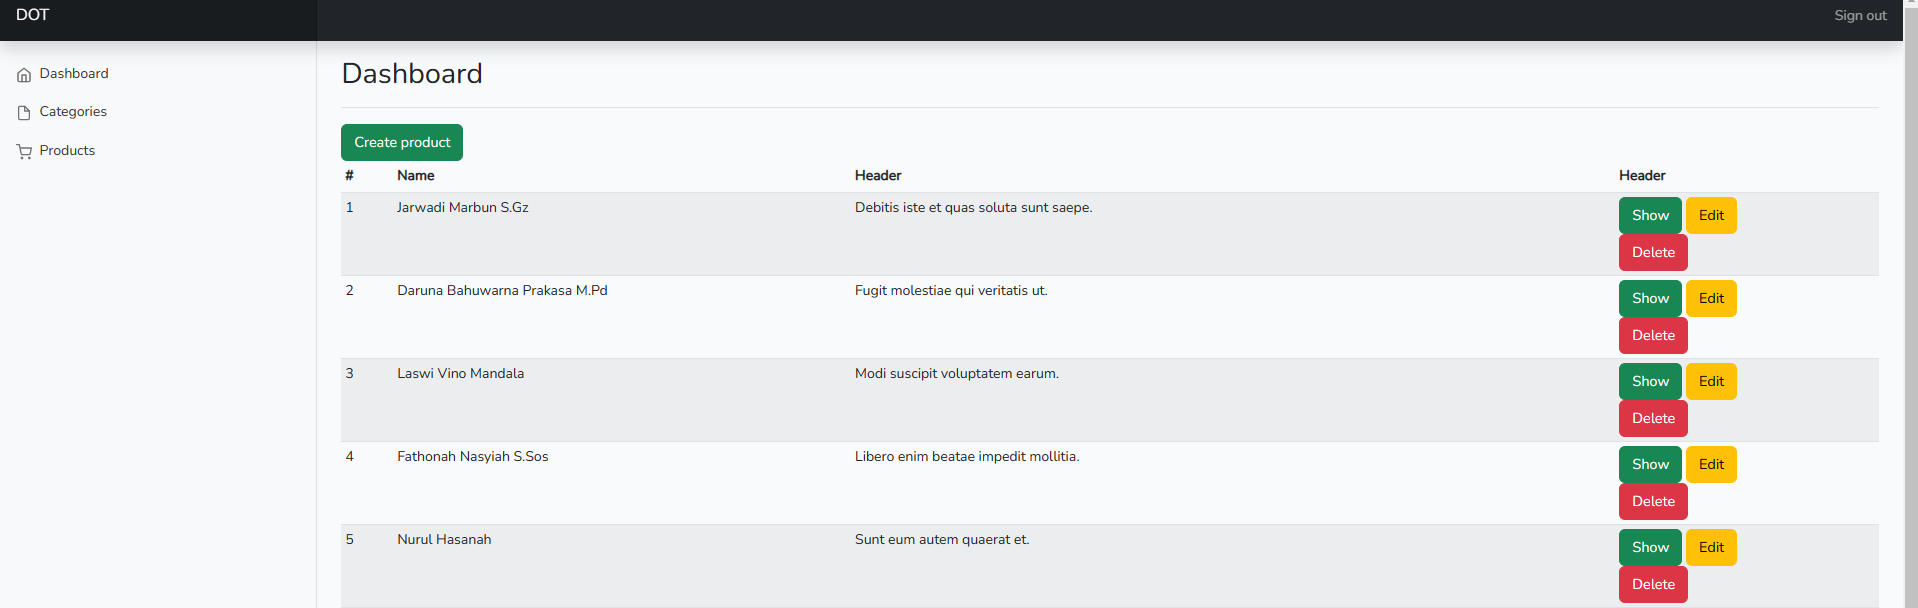 DOT
Sign out
Dashboard
Categories
Products
Dashboard
Create product
# Name Header Header
1 Jarwadi Marbun S.Gz Debitis iste et quas soluta sunt saepe. Show Edit
Delete
2 Daruna Bahuwarna Prakasa M.Pd Fugit molestiae qui veritatis ut. Show Edit
Delete
3 Laswi Vino Mandala Modi suscipit voluptatem earum. Show Edit
Delete
4 Fathonah Nasyiah S.Sos Libero enim beatae impedit mollitia. Show Edit
Delete
5 Nurul Hasanah Sunt eum autem quaerat et. Show Edit
Delete